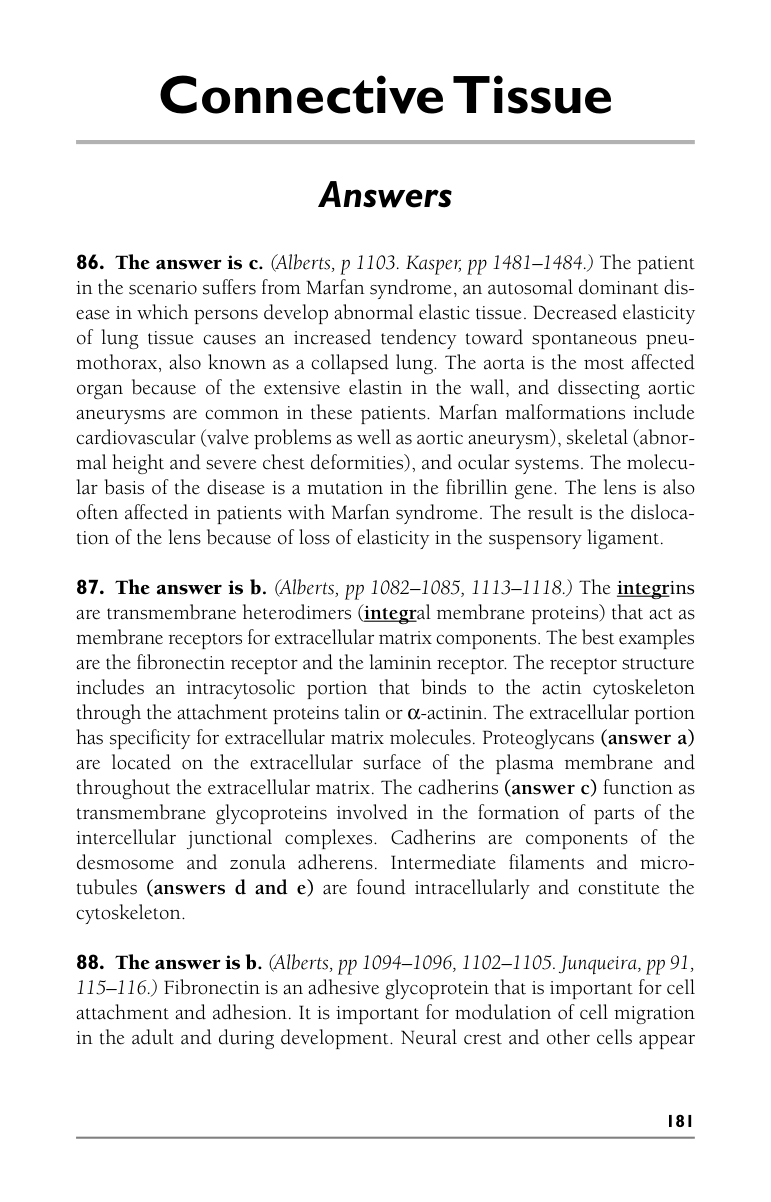 Connective Tissue
Answers
86. The answer is c. (Alberts, p 1103. Kasper, pp 1481–1484.) The patient
in the scenario suffers from Marfan syndrome, an autosomal dominant dis-
ease in which persons develop abnormal elastic tissue. Decreased elasticity
of lung tissue causes an increased tendency toward spontaneous pneu-
mothorax, also known as a collapsed lung. The aorta is the most affected
organ because of the extensive elastin in the wall, and dissecting aortic
aneurysms are common in these patients. Marfan malformations include
cardiovascular (valve problems as well as aortic aneurysm), skeletal (abnor-
mal height and severe chest deformities), and ocular systems. The molecu-
lar basis of the disease is a mutation in the fibrillin gene. The lens is also
often affected in patients with Marfan syndrome. The result is the disloca-
tion of the lens because of loss of elasticity in the suspensory ligament.
87. The answer is b. (Alberts, pp 1082–1085, 1113–1118.) The integrins
are transmembrane heterodimers (integral membrane proteins) that act as
membrane receptors for extracellular matrix components. The best examples
are the fibronectin receptor and the laminin receptor. The receptor structure
includes an intracytosolic portion that binds to the actin cytoskeleton
through the attachment proteins talin or α-actinin. The extracellular portion
has specificity for extracellular matrix molecules. Proteoglycans (answer a)
are located on the extracellular surface of the plasma membrane and
throughout the extracellular matrix. The cadherins (answer c) function as
transmembrane glycoproteins involved in the formation of parts of the
intercellular junctional complexes. Cadherins are components of the
desmosome and zonula adherens. Intermediate filaments and micro-
tubules (answers d and e) are found intracellularly and constitute the
cytoskeleton.
88. The answer is b. (Alberts, pp 1094–1096, 1102–1105. Junqueira, pp 91,
115–116.) Fibronectin is an adhesive glycoprotein that is important for cell
attachment and adhesion. It is important for modulation of cell migration
in the adult and during development. Neural crest and other cells appear
181